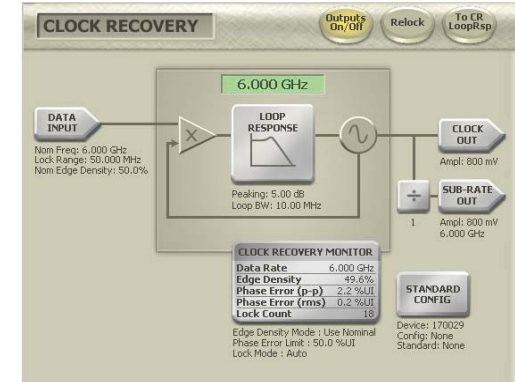 CLOCK RECOVERY
Outputs
On/Off
Relock
To CR
LoopRsp
6.000 GHz
DATA
INPUT
Nom Freq: 6.000 GHz
Lock Range: 50.000 MHz
Nom Edge Density: 50.0%
X
LOOP
RESPONSE
Peaking: 5.00 dB
Loop BW: 10.00 MHz
CLOCK
OUT
Ampl: 800 mV
÷
1
SUB-RATE
OUT
Ampl: 800 mV
6.000 GHz
CLOCK RECOVERY MONITOR
Data Rate 6.000 GHz
Edge Density 49.6%
Phase Error (p-p) 2.2 %UI
Phase Error (rms) 0.2 %UI
Lock Count 18
Edge Density Mode : Use Nominal
Phase Error Limit : 50.0 %UI
Lock Mode : Auto
STANDARD
CONFIG
Device: 170029
Config: None
Standard: None